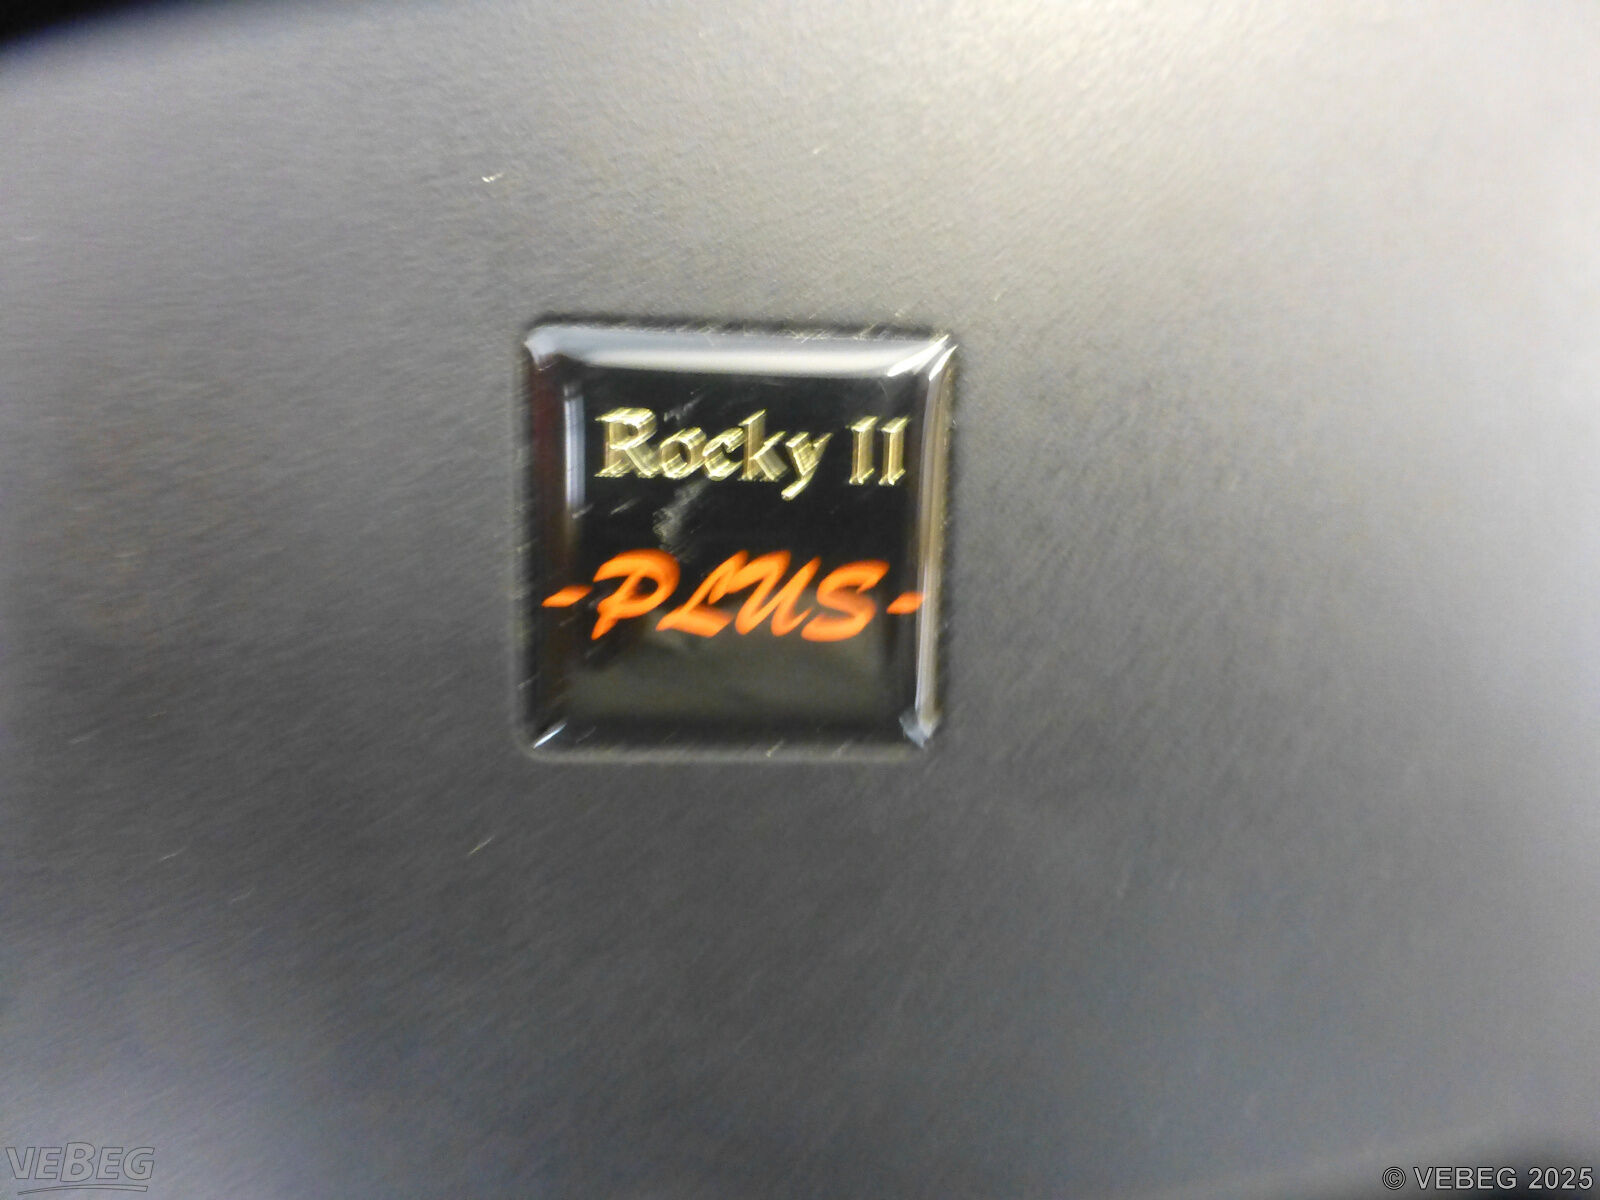 Rocky II
-PLUS-
VEBEG
© VEBEG 2025